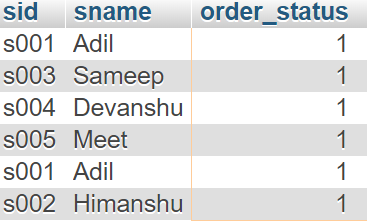 sid sname order_status
s001 Adil 1
s003 Sameep 1
s004 Devanshu 1
s005 Meet 1
s001 Adil 1
s002 Himanshu 1